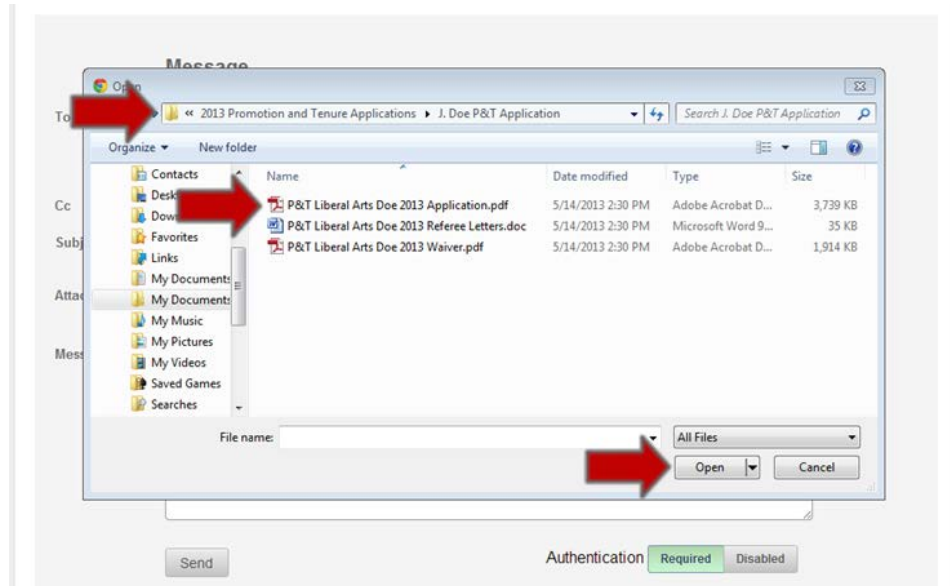 Message
Open
To
« 2013 Promotion and Tenure Applications ▸ J. Doe P&T Application
Search J. Doe P&T Application
Organize
New folder
Name
Date modified
Type
Size
Contacts
Cc
P&T Liberal Arts Doe 2013 Application.pdf 5/14/2013 2:30 PM Adobe Acrobat D... 3,739 KB
P&T Liberal Arts Doe 2013 Referee Letters.doc 5/14/2013 2:30 PM Microsoft Word 9... 35 KB
Favorites
P&T Liberal Arts Doe 2013 Waiver.pdf 5/14/2013 2:30 PM Adobe Acrobat D... 1,914 KB
Links
My Documents
My Documents
My Music
My Pictures
My Videos
Saved Games
Searches
File name:
All Files
Open
Cancel
Send
Authentication
Required
Disabled